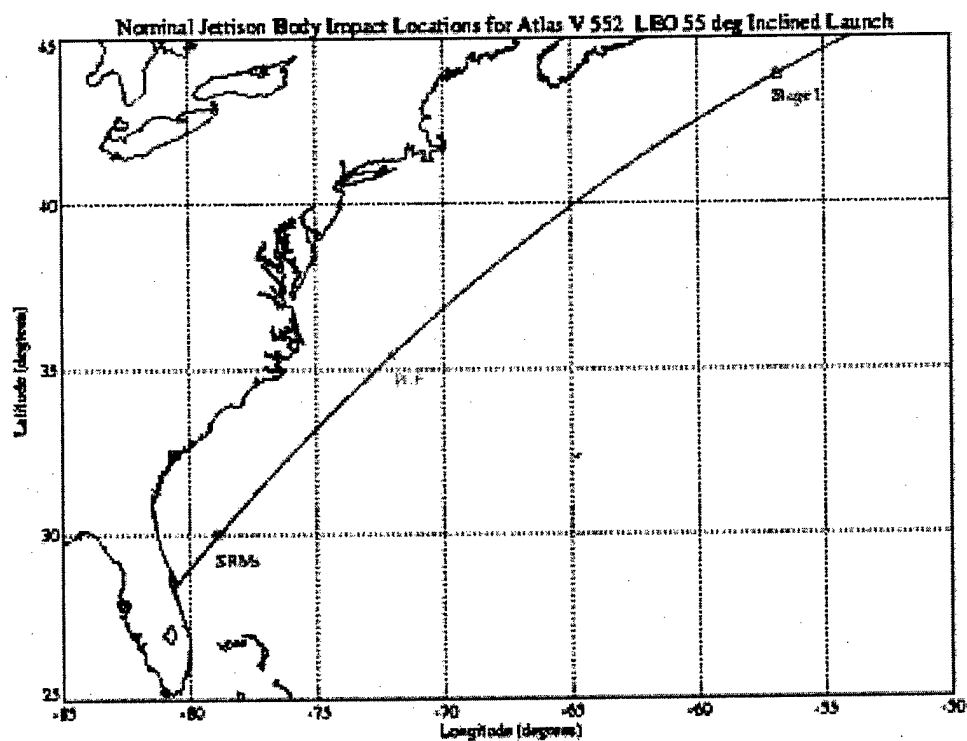 Nominal Jettison Body Impact Locations for Atlas V 552 LEO 55 deg Inclined Launch
45
Stage 1
40
Latitude (degrees)
35
30
SRMs
25
-85 -80 -75 -70 -65 -60 -55 -50
Longitude (degrees)